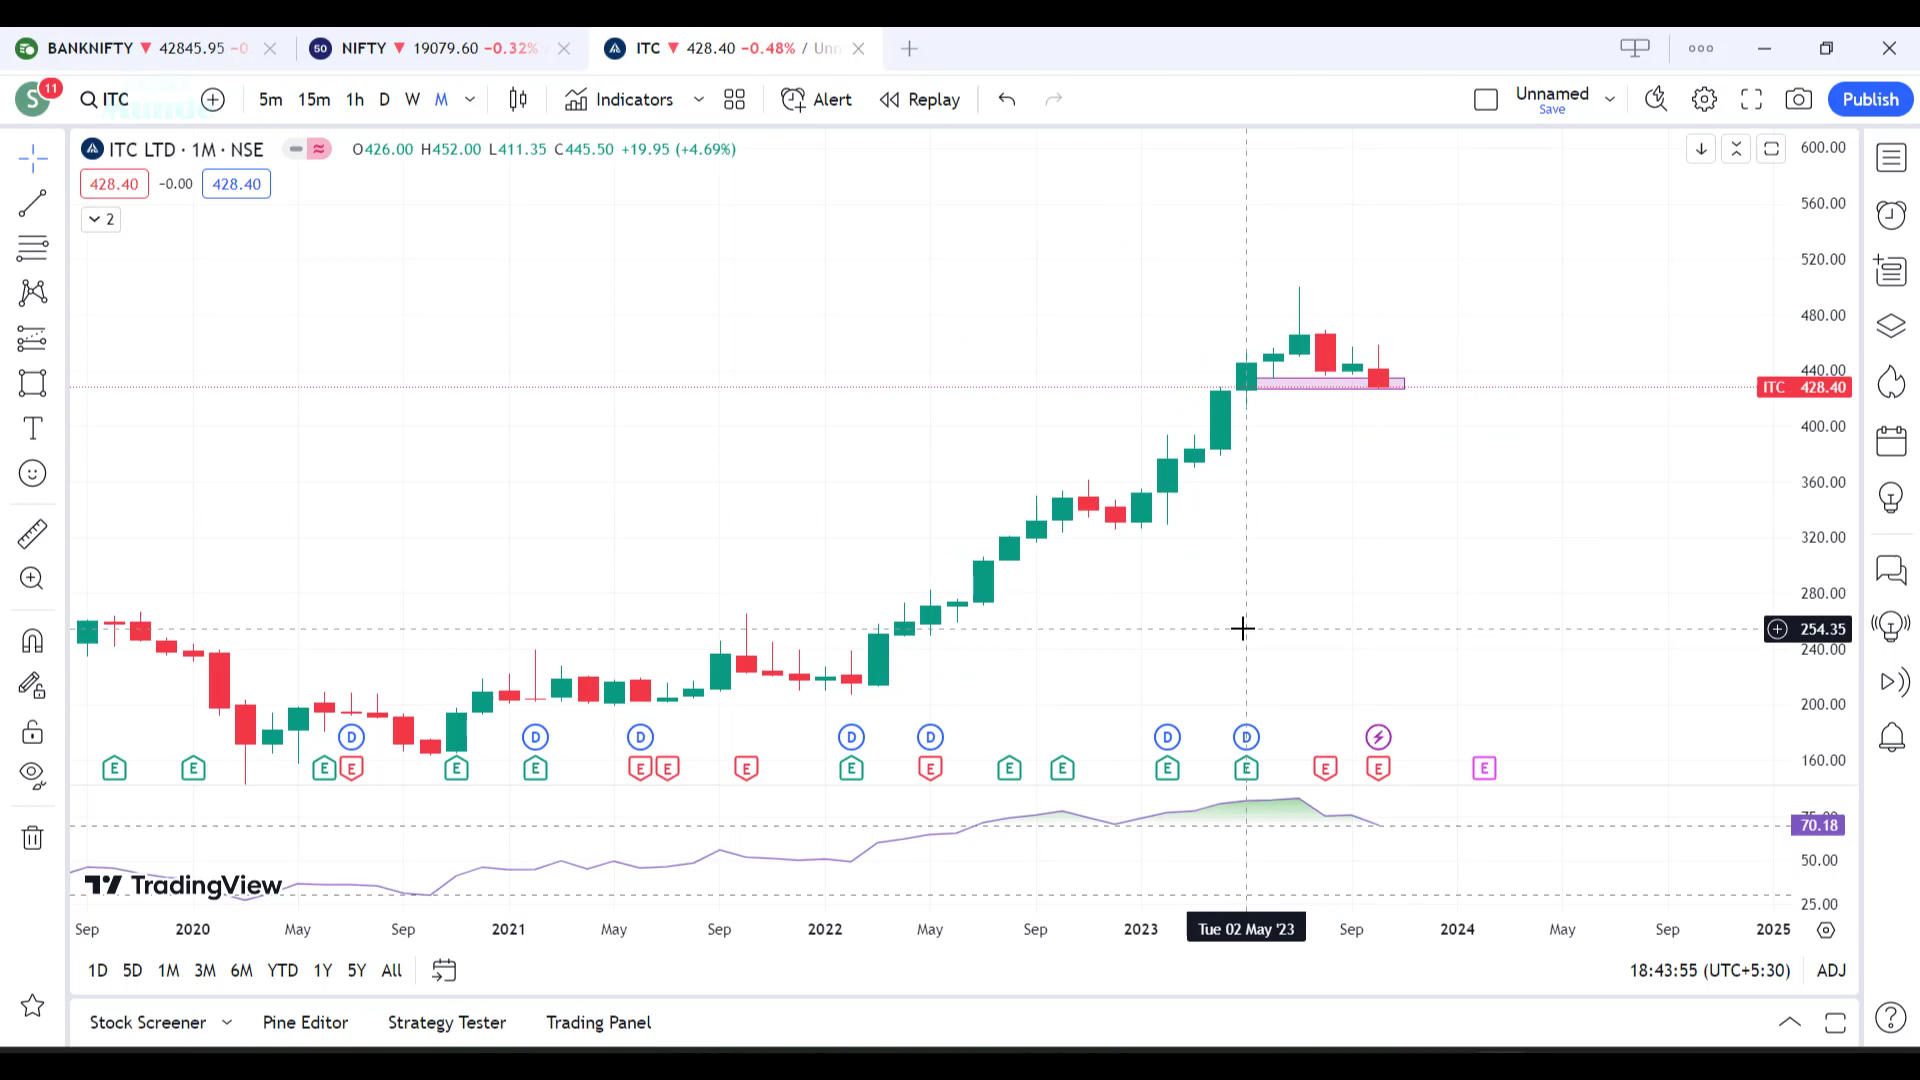 BANKNIFTY ▼ 42845.95 −0
50 NIFTY ▼ 19079.60 −0.32% /
ITC ▼ 428.40 −0.48% / Unn
S 11 ITC 5m 15m 1h D W M Indicators Alert Replay Unnamed Save Publish
ITC LTD · 1M · NSE O426.00 H452.00 L411.35 C445.50 +19.95 (+4.69%)
428.40 −0.00 428.40
2
600.00
560.00
520.00
480.00
440.00
ITC 428.40
400.00
360.00
320.00
280.00
254.35
240.00
200.00
D D D D D D D
E E E E E E E E E E E E E E E E E E
160.00
70.18
50.00
25.00
TradingView
Sep 2020 May Sep 2021 May Sep 2022 May Sep 2023 Tue 02 May '23 Sep 2024 May Sep 2025
1D 5D 1M 3M 6M YTD 1Y 5Y All 18:43:55 (UTC+5:30) ADJ
Stock Screener Pine Editor Strategy Tester Trading Panel